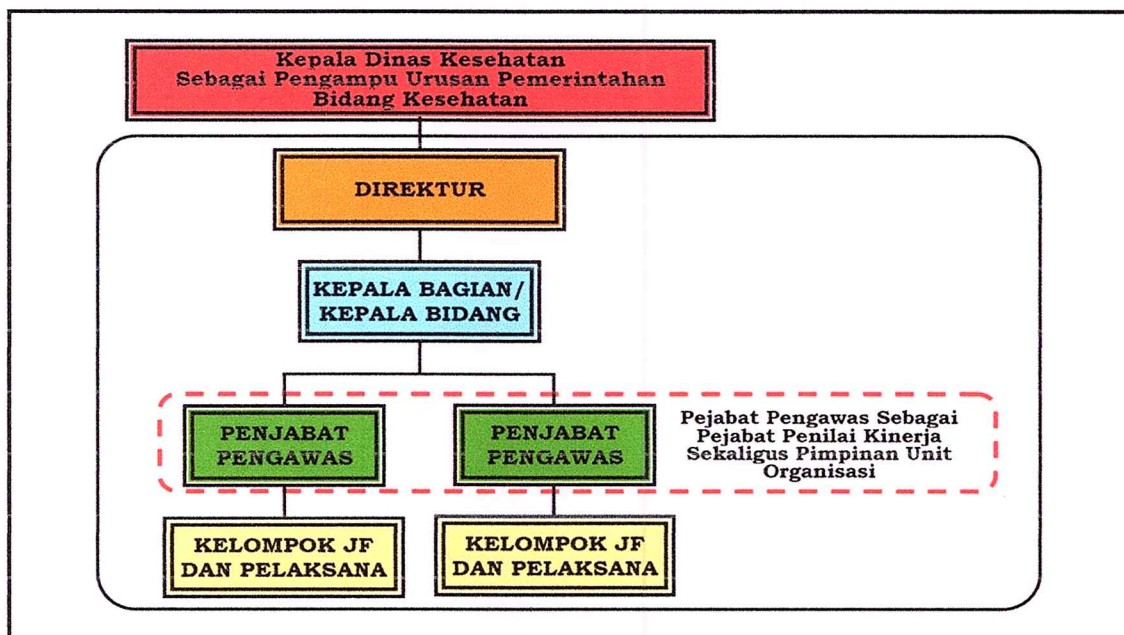 Kepala Dinas Kesehatan
Sebagai Pengampu Urusan Pemerintahan
Bidang Kesehatan
DIREKTUR
KEPALA BAGIAN/
KEPALA BIDANG
PENJABAT
PENGAWAS
PENJABAT
PENGAWAS
Pejabat Pengawas Sebagai
Pejabat Penilai Kinerja
Sekaligus Pimpinan Unit
Organisasi
KELOMPOK JF
DAN PELAKSANA
KELOMPOK JF
DAN PELAKSANA